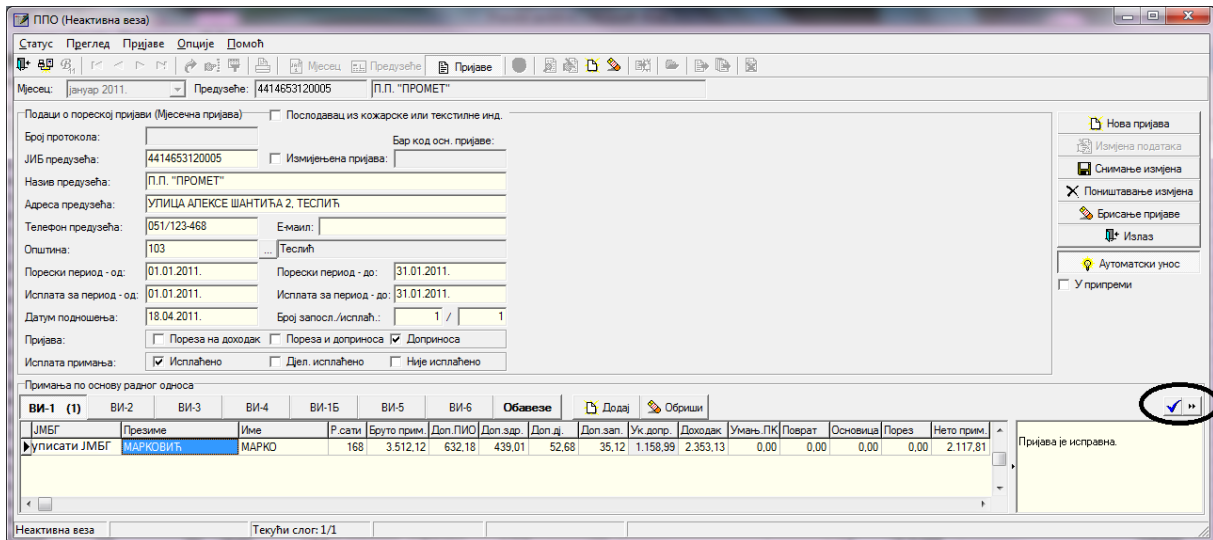 ППО (Неактивна веза)
Статус Преглед Пријаве Опције Помоћ
Мјесец Предузеће Пријаве
Мјесец: јануар 2011. Предузеће: 4414653120005 П.П. "ПРОМЕТ"
Подаци о пореској пријави (Мјесечна пријава) Послодавац из кожарске или текстилне инд.
Број протокола: Бар код осн. пријаве:
ЈИБ предузећа: 4414653120005 Измијењена пријава:
Назив предузећа: П.П. "ПРОМЕТ"
Адреса предузећа: УЛИЦА АЛЕКСЕ ШАНТИЋА 2, ТЕСЛИЋ
Телефон предузећа: 051/123-468 Е-маил:
Општина: 103 ... Теслић
Порески период - од: 01.01.2011. Порески период - до: 31.01.2011.
Исплата за период - од: 01.01.2011. Исплата за период - до: 31.01.2011.
Датум подношења: 18.04.2011. Број запосл./исплаћ.: 1 / 1
Пријава: Пореза на доходак Пореза и доприноса Доприноса
Исплата примања: Исплаћено Дјел. исплаћено Није исплаћено
Нова пријава
Измјена података
Снимање измјена
Поништавање измјена
Брисање пријаве
Излаз
Аутоматски унос
У припреми
Примања по основу радног односа
ВИ-1 (1) ВИ-2 ВИ-3 ВИ-4 ВИ-1Б ВИ-5 ВИ-6 Обавезе Додај Обриши
ЈМБГ Презиме Име Р.сати Бруто прим. Доп.ПИО Доп.здр. Доп.дј. Доп.зап. Ук.допр. Доходак Умањ.ПК Поврат Основица Порез Нето прим.
уписати ЈМБГ МАРКОВИЋ МАРКО 168 3.512,12 632,18 439,01 52,68 35,12 1.158,99 2.353,13 0,00 0,00 0,00 0,00 2.117,81
Пријава је исправна.
Неактивна веза Текући слог: 1/1